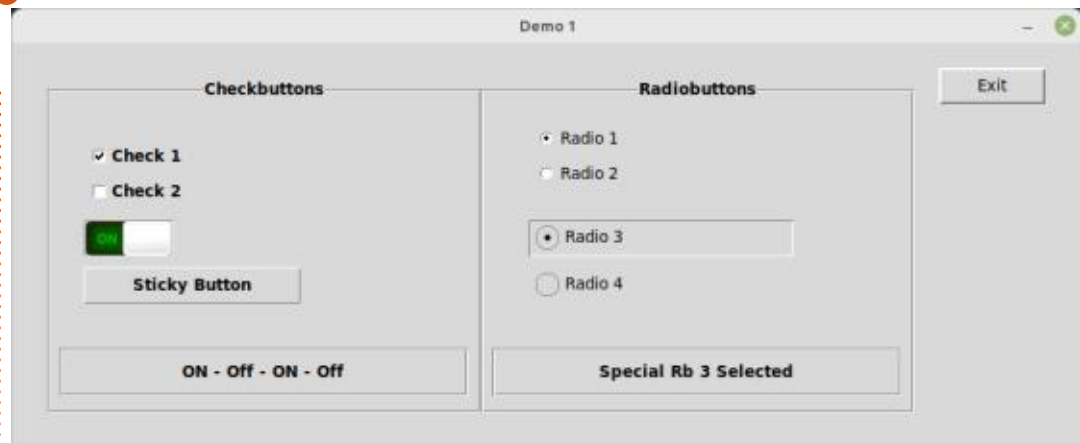 Demo 1
Checkbuttons
Check 1
Check 2
ON
Sticky Button
ON - Off - ON - Off
Radiobuttons
Radio 1
Radio 2
Radio 3
Radio 4
Special Rb 3 Selected
Exit